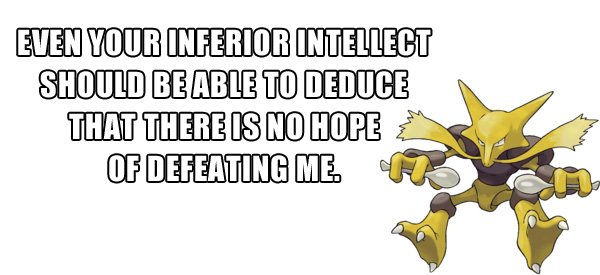 EVEN YOUR INFERIOR INTELLECT
SHOULD BE ABLE TO DEDUCE
THAT THERE IS NO HOPE
OF DEFEATING ME.